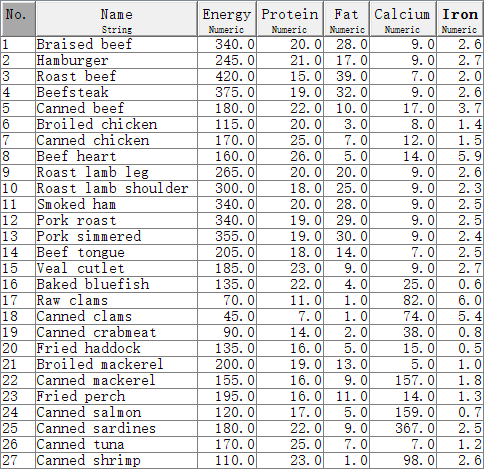 No. Name Energy Protein Fat Calcium Iron
String Numeric Numeric Numeric Numeric Numeric
1 Braised beef 340.0 20.0 28.0 9.0 2.6
2 Hamburger 245.0 21.0 17.0 9.0 2.7
3 Roast beef 420.0 15.0 39.0 7.0 2.0
4 Beefsteak 375.0 19.0 32.0 9.0 2.6
5 Canned beef 180.0 22.0 10.0 17.0 3.7
6 Broiled chicken 115.0 20.0 3.0 8.0 1.4
7 Canned chicken 170.0 25.0 7.0 12.0 1.5
8 Beef heart 160.0 26.0 5.0 14.0 5.9
9 Roast lamb leg 265.0 20.0 20.0 9.0 2.6
10 Roast lamb shoulder 300.0 18.0 25.0 9.0 2.3
11 Smoked ham 340.0 20.0 28.0 9.0 2.5
12 Pork roast 340.0 19.0 29.0 9.0 2.5
13 Pork simmered 355.0 19.0 30.0 9.0 2.4
14 Beef tongue 205.0 18.0 14.0 7.0 2.5
15 Veal cutlet 185.0 23.0 9.0 9.0 2.7
16 Baked bluefish 135.0 22.0 4.0 25.0 0.6
17 Raw clams 70.0 11.0 1.0 82.0 6.0
18 Canned clams 45.0 7.0 1.0 74.0 5.4
19 Canned crabmeat 90.0 14.0 2.0 38.0 0.8
20 Fried haddock 135.0 16.0 5.0 15.0 0.5
21 Broiled mackerel 200.0 19.0 13.0 5.0 1.0
22 Canned mackerel 155.0 16.0 9.0 157.0 1.8
23 Fried perch 195.0 16.0 11.0 14.0 1.3
24 Canned salmon 120.0 17.0 5.0 159.0 0.7
25 Canned sardines 180.0 22.0 9.0 367.0 2.5
26 Canned tuna 170.0 25.0 7.0 7.0 1.2
27 Canned shrimp 110.0 23.0 1.0 98.0 2.6